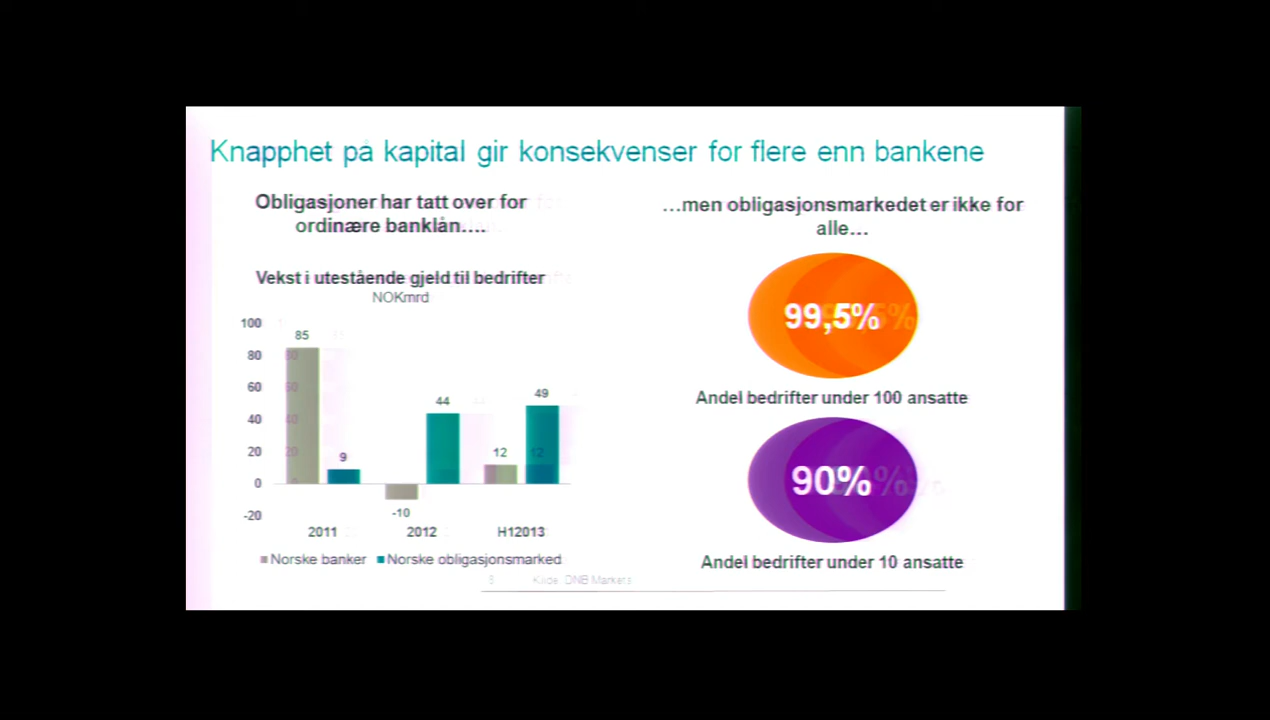 Knapphet på kapital gir konsekvenser for flere enn bankene
Obligasjoner har tatt over for
ordinære banklån….
Vekst i utestående gjeld til bedrifter
NOKmrd
100
80
60
40
20
0
-20
85
9
-10
44
12
49
2011
2012
H12013
Norske banker
Norske obligasjonsmarked
…men obligasjonsmarkedet er ikke for
alle…
99,5%
Andel bedrifter under 100 ansatte
90%
Andel bedrifter under 10 ansatte
Kilde: DNB Markets